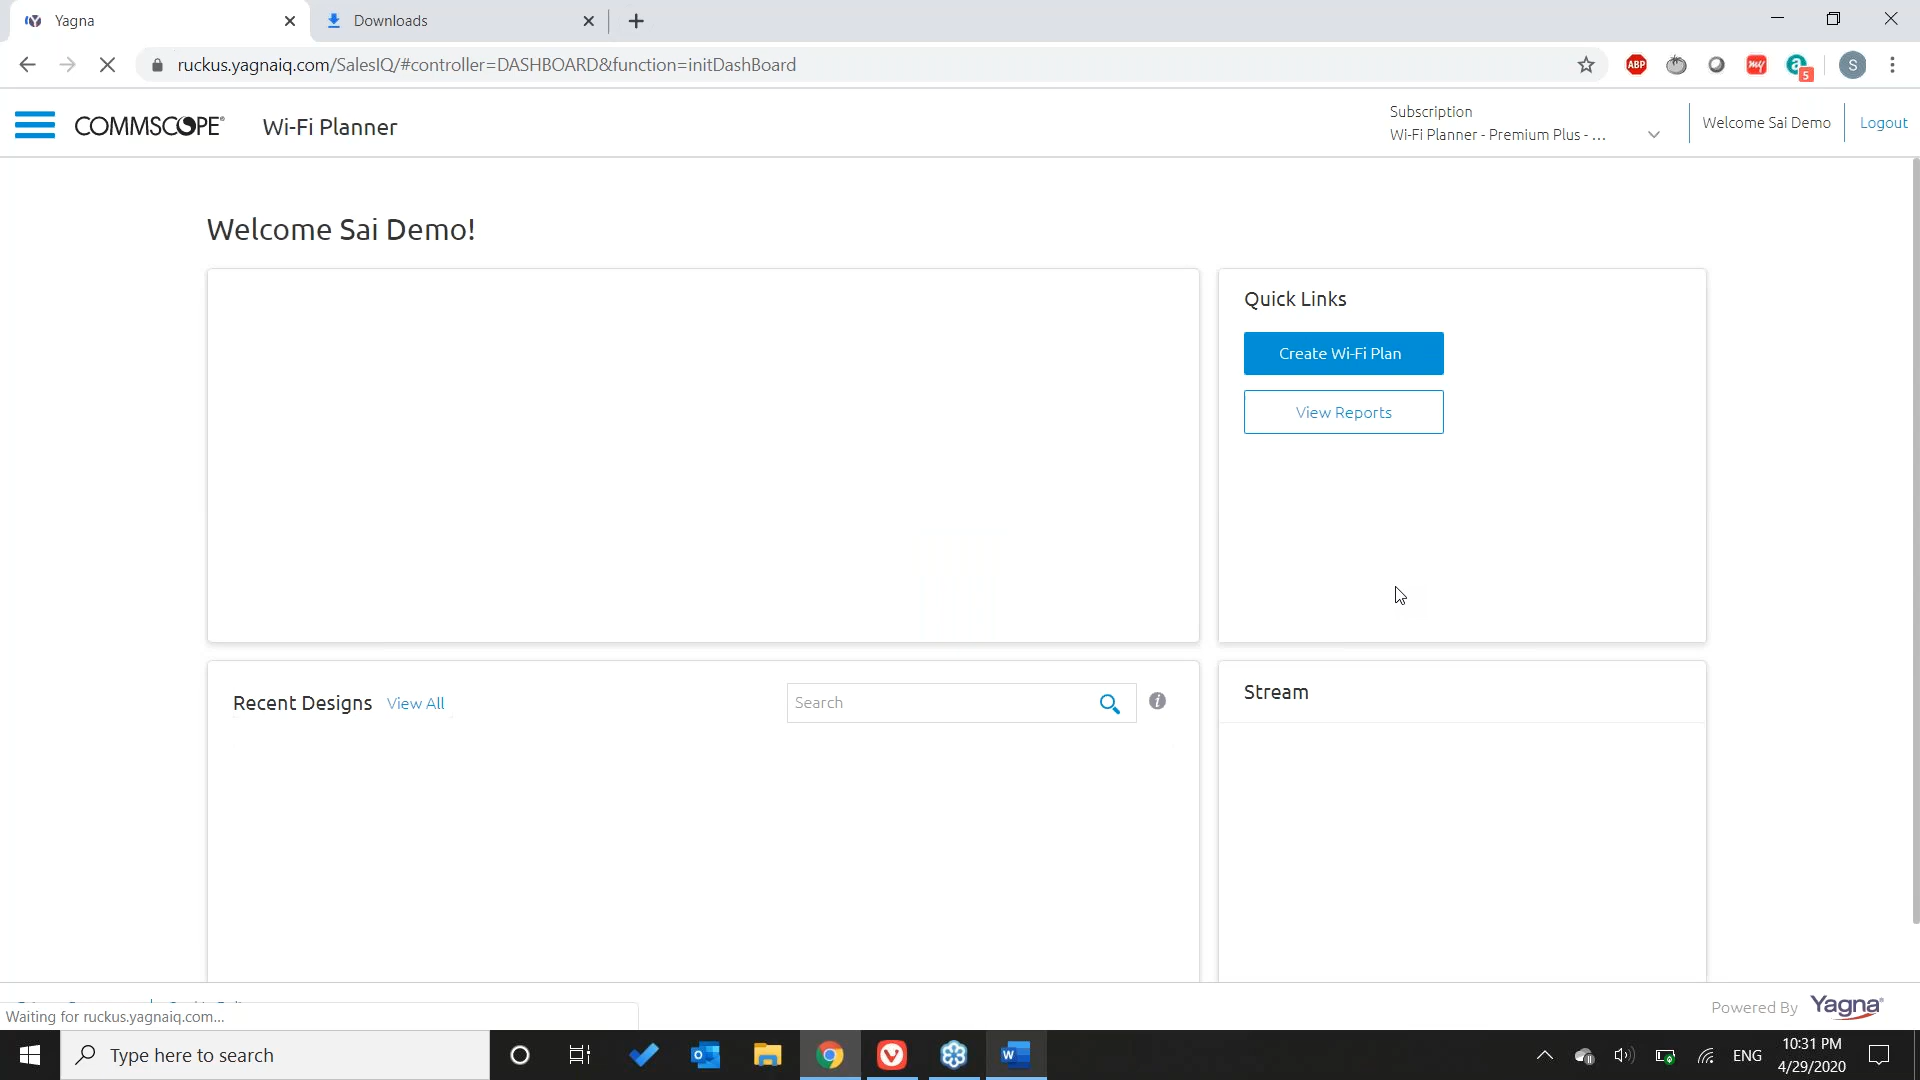 Yagna
Downloads
ruckus.yagnaiq.com/SalesIQ/#controller=DASHBOARD&function=initDashBoard
ABP
my
a
5
S
COMMSCOPE®
Wi-Fi Planner
Subscription
Wi-Fi Planner - Premium Plus - ...
Welcome Sai Demo
Logout
Welcome Sai Demo!
Quick Links
Create Wi-Fi Plan
View Reports
Recent Designs
View All
Search
i
Stream
Waiting for ruckus.yagnaiq.com...
Powered By Yagna
Type here to search
ENG
10:31 PM
4/29/2020